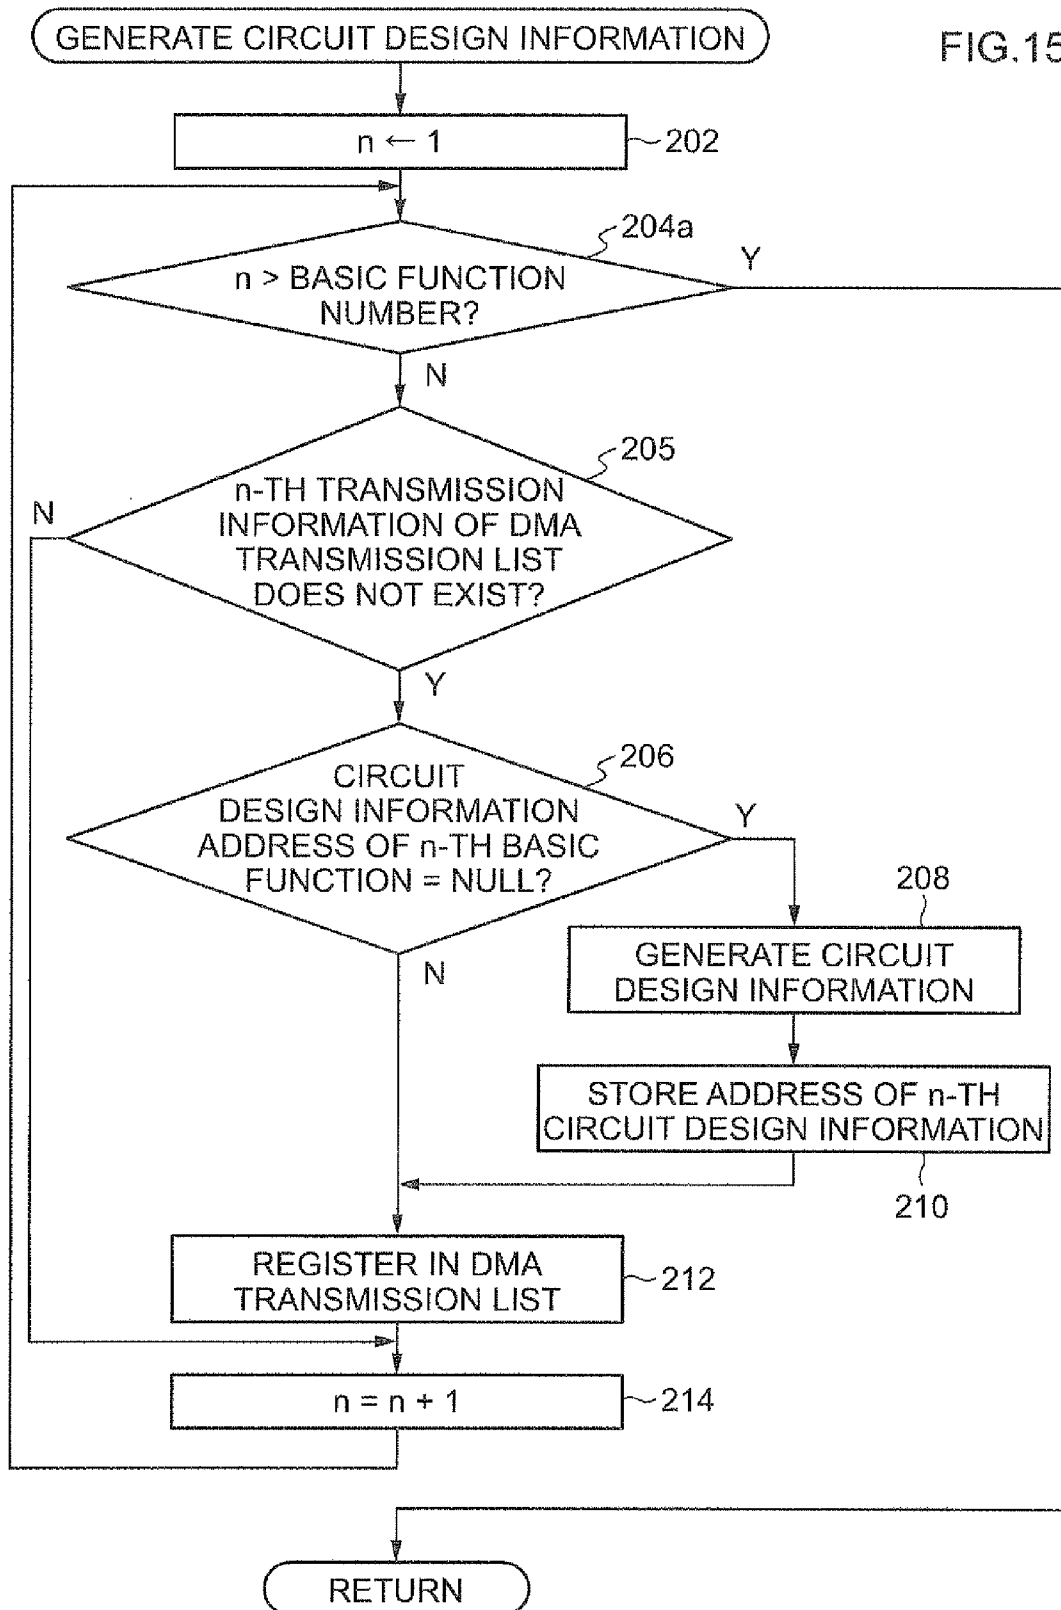 GENERATE CIRCUIT DESIGN INFORMATION
FIG.15
n ← 1
202
204a
n > BASIC FUNCTION
NUMBER?
Y
N
205
n-TH TRANSMISSION
INFORMATION OF DMA
TRANSMISSION LIST
DOES NOT EXIST?
N
Y
206
CIRCUIT
DESIGN INFORMATION
ADDRESS OF n-TH BASIC
FUNCTION = NULL?
Y
N
208
GENERATE CIRCUIT
DESIGN INFORMATION
STORE ADDRESS OF n-TH
CIRCUIT DESIGN INFORMATION
210
REGISTER IN DMA
TRANSMISSION LIST
212
n = n + 1
214
RETURN